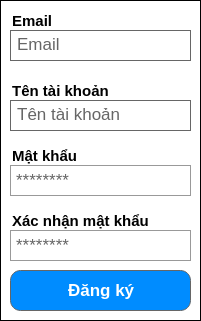 Email
Email
Tên tài khoản
Tên tài khoản
Mật khẩu
********
Xác nhận mật khẩu
********
Đăng ký